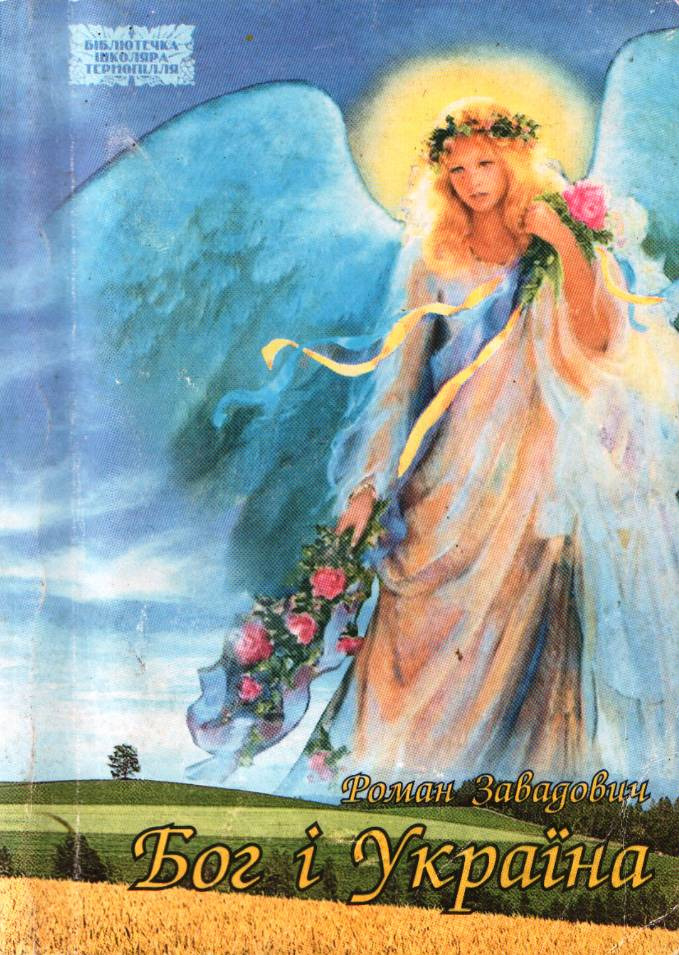 БІБЛІОТЕЧКА
ШКОЛЯРА
ТЕРНОПІЛЛЯ
Роман Завадович
Бог і Україна